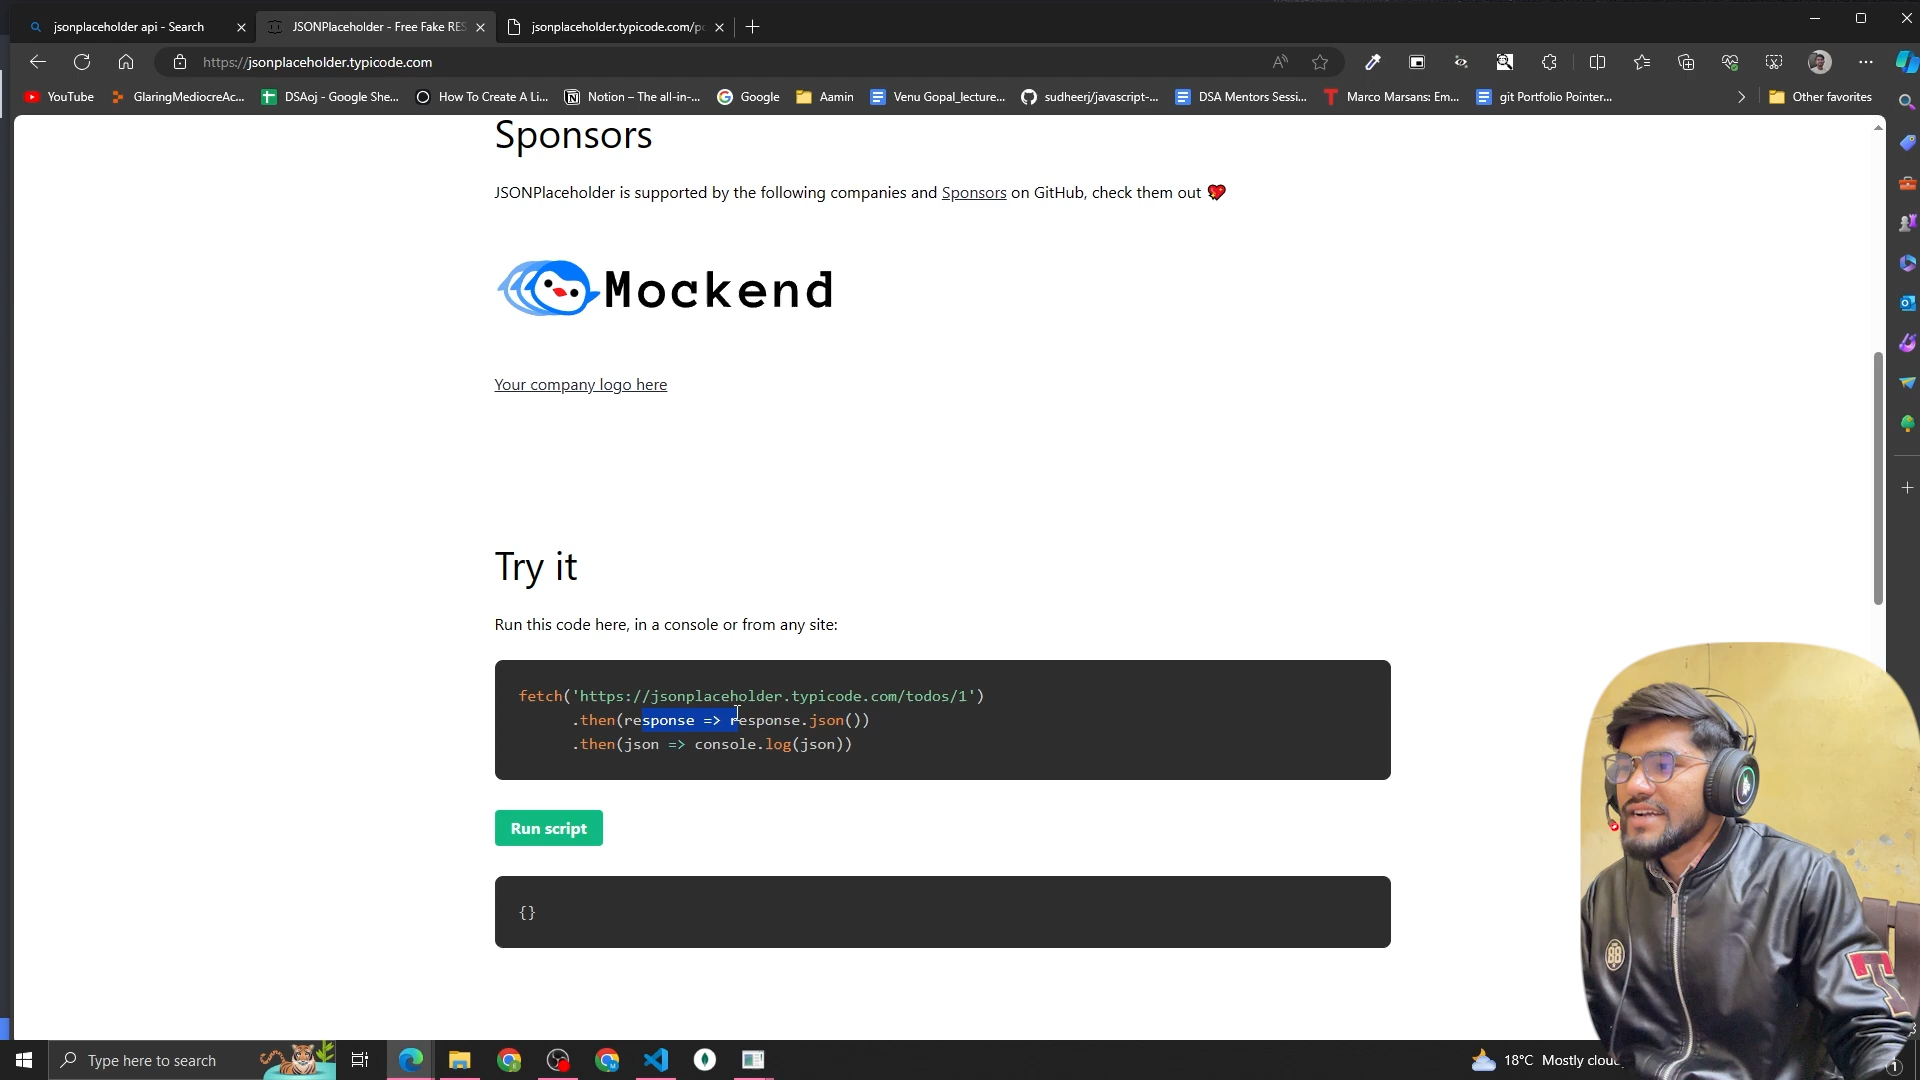 jsonplaceholder api - Search
JSONPlaceholder - Free Fake RES
jsonplaceholder.typicode.com/p
https://jsonplaceholder.typicode.com
YouTube
GlaringMediocreAc...
DSAoj - Google She...
How To Create A Li...
Notion – The all-in-...
Google
Aamin
Venu Gopal_lecture...
sudheerj/javascript-...
DSA Mentors Sessi...
Marco Marsans: Em...
git Portfolio Pointer...
Other favorites
Sponsors
JSONPlaceholder is supported by the following companies and Sponsors on GitHub, check them out 💖
Mockend
Your company logo here
Try it
Run this code here, in a console or from any site:
fetch('https://jsonplaceholder.typicode.com/todos/1')
.then(response => response.json())
.then(json => console.log(json))
Run script
{}
88
Type here to search
18°C Mostly clou
1